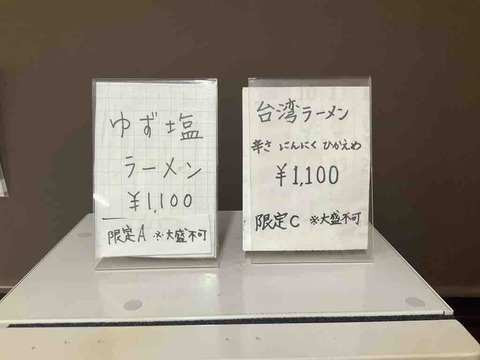 ゆず塩
ラーメン
¥1,100
限定A ※大盛不可
台湾ラーメン
辛さ にんにく ひかえめ
¥1,100
限定C ※大盛不可